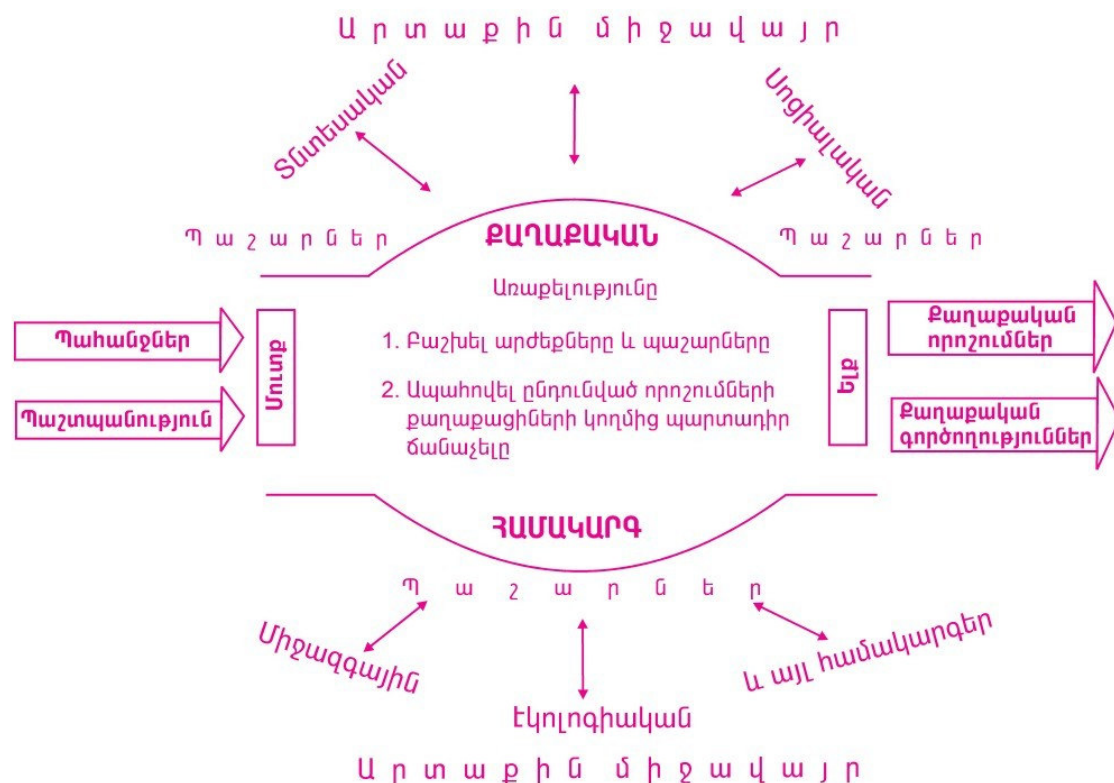 Արտաքին միջավայր
Տնտեսական
Սոցիալական
Պաշարներ
ՔԱՂԱՔԱԿԱՆ
Պաշարներ
Առաքելությունը
Պահանջներ
Մուտք
1. Բաշխել արժեքները և պաշարները
Ելք
Քաղաքական
որոշումներ
Պաշտպանություն
2. Ապահովել ընդունված որոշումների
քաղաքացիների կողմից պարտադիր
ճանաչելը
Քաղաքական
գործողություններ
ՀԱՄԱԿԱՐԳ
Պաշարներ
Միջազգային
և այլ համակարգեր
Էկոլոգիական
Արտաքին միջավայր